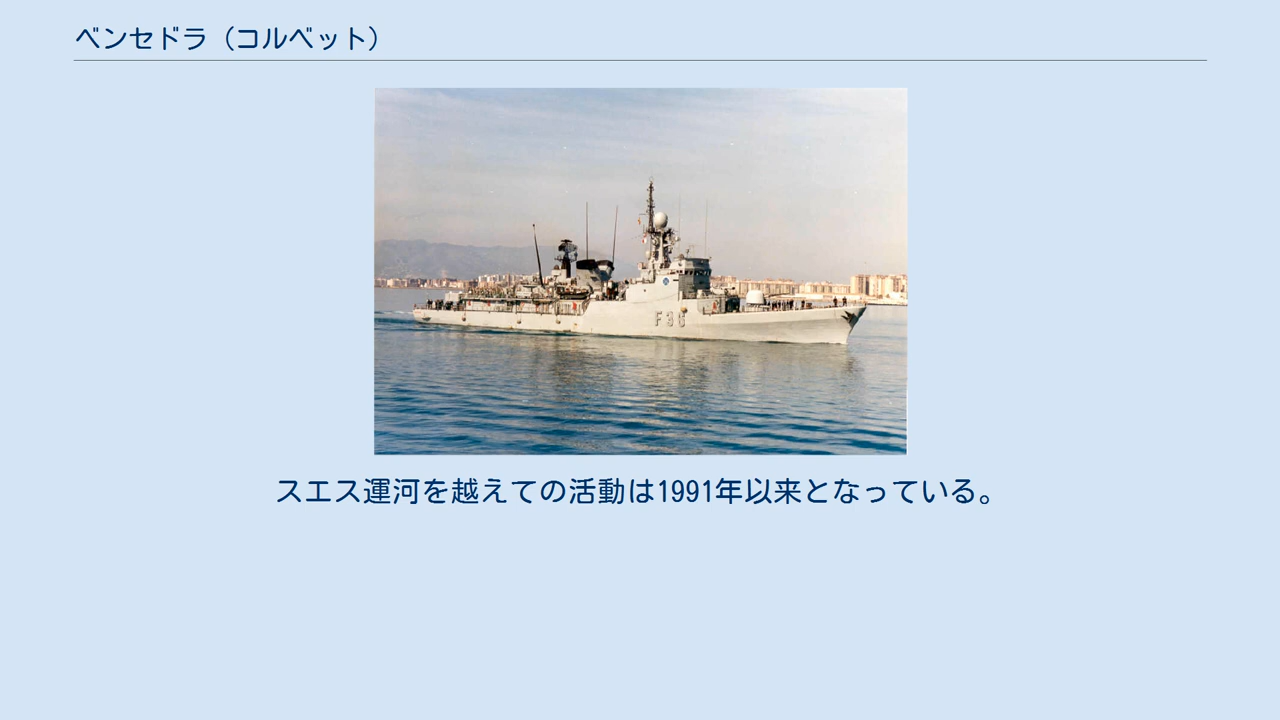 ベンセドラ（コルベット）
スエス運河を越えての活動は1991年以来となっている。